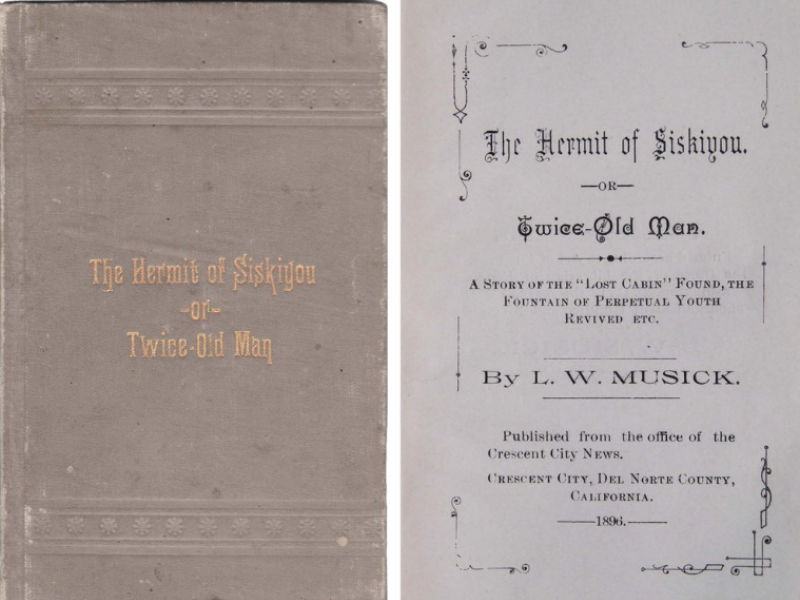 The Hermit of Siskiyou
-or-
Twice-Old Man
The Hermit of Siskiyou.
—OR—
Twice-Old Man.
A Story of the "Lost Cabin" Found, the
Fountain of Perpetual Youth
Revived etc.
By L. W. MUSICK.
Published from the office of the
Crescent City News.
Crescent City, Del Norte County,
California.
—1896.—